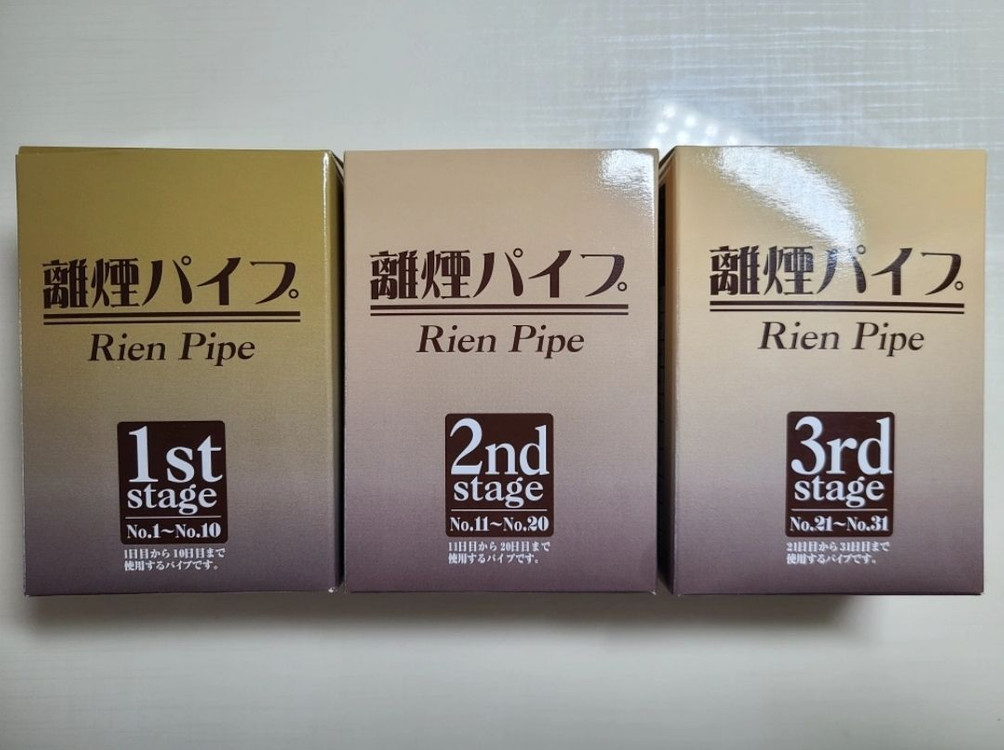 離煙パイプ
Rien Pipe
1st
stage
No.1～No.10
1日目から10日目まで
使用するパイプです。
離煙パイプ
Rien Pipe
2nd
stage
No.11～No.20
11日目から20日目まで
使用するパイプです。
離煙パイプ
Rien Pipe
3rd
stage
No.21～No.31
21日目から31日目まで
使用するパイプです。